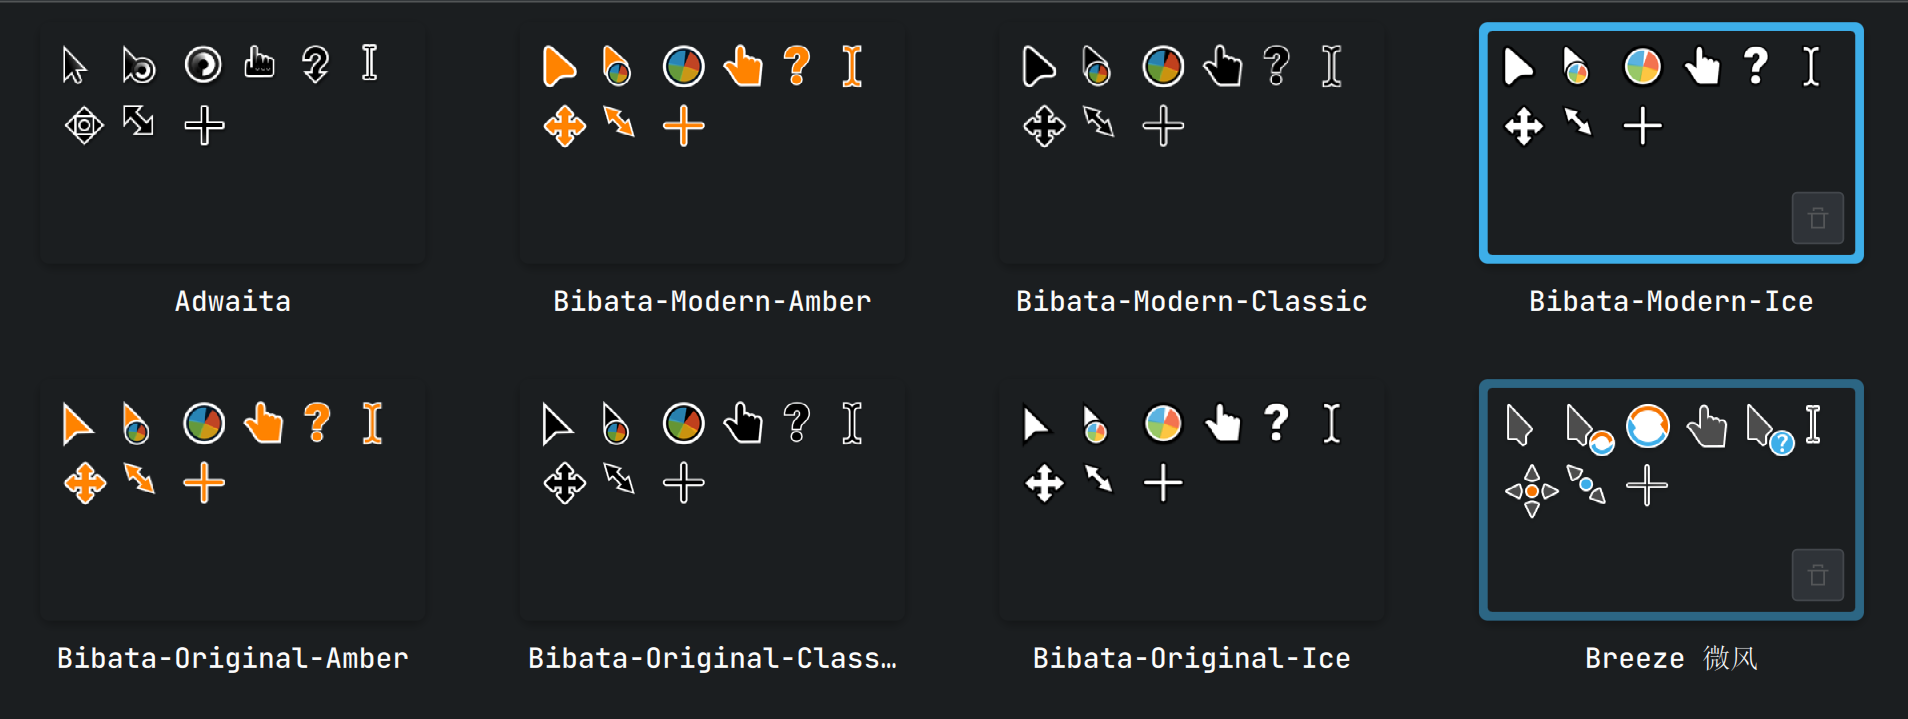 Adwaita
Bibata-Modern-Amber
Bibata-Modern-Classic
Bibata-Modern-Ice
Bibata-Original-Amber
Bibata-Original-Class…
Bibata-Original-Ice
Breeze 微风